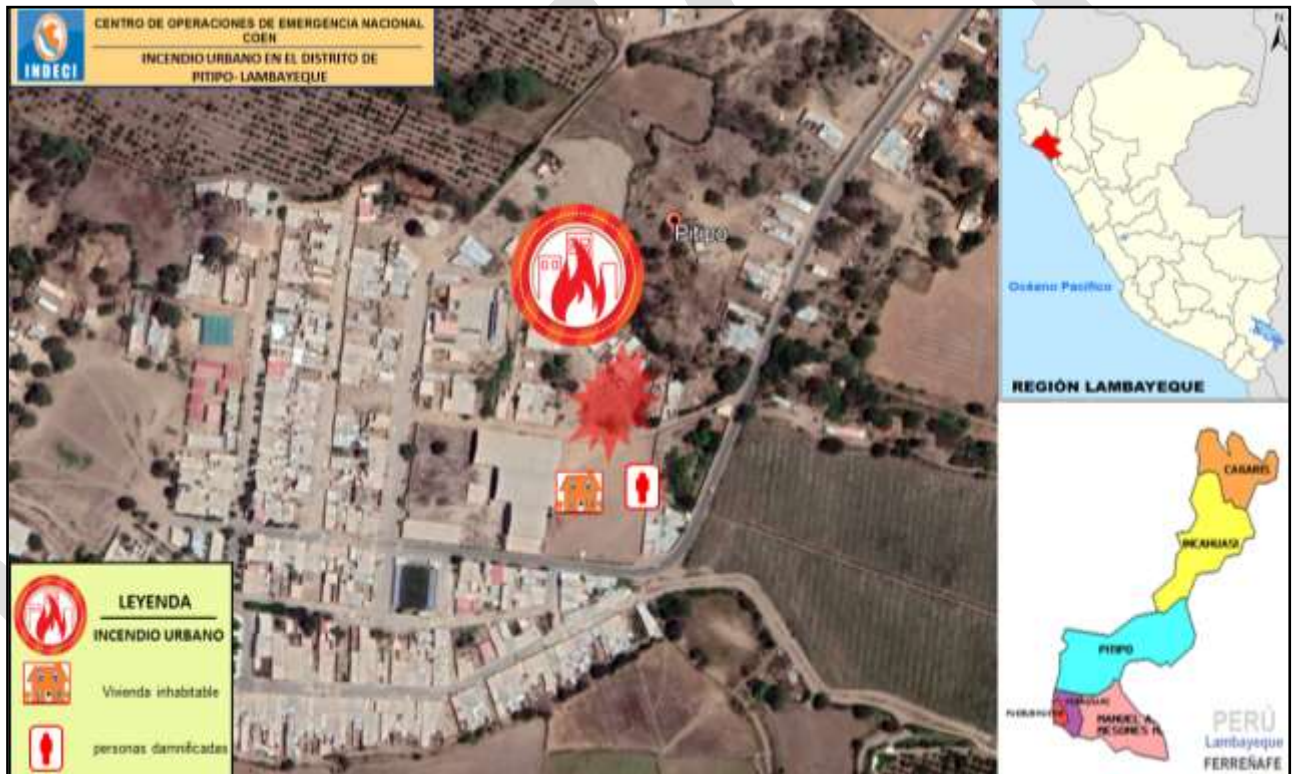 INDECI
CENTRO DE OPERACIONES DE EMERGENCIA NACIONAL
COEN
INCENDIO URBANO EN EL DISTRITO DE
PITIPO- LAMBAYEQUE
Pitipo
LEYENDA
INCENDIO URBANO
Vivienda inhabitable
personas damnificadas
N
Océano Pacífico
REGIÓN LAMBAYEQUE
INCAHUASI
PITIPO
MANUEL A.
MESONES M.
PERÚ
Lambayeque
FERREÑAFE